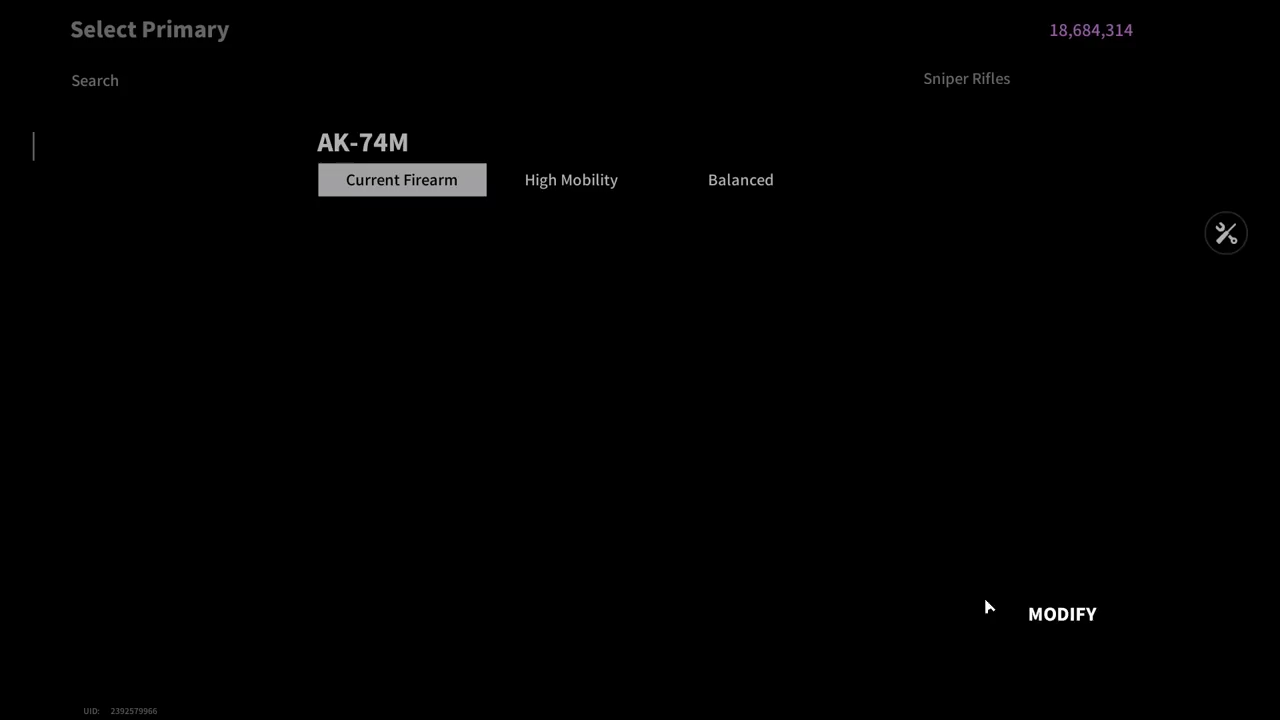 Select Primary
18,684,314
Search
Sniper Rifles
AK-74M
Current Firearm
High Mobility
Balanced
MODIFY
UID: 2392579966